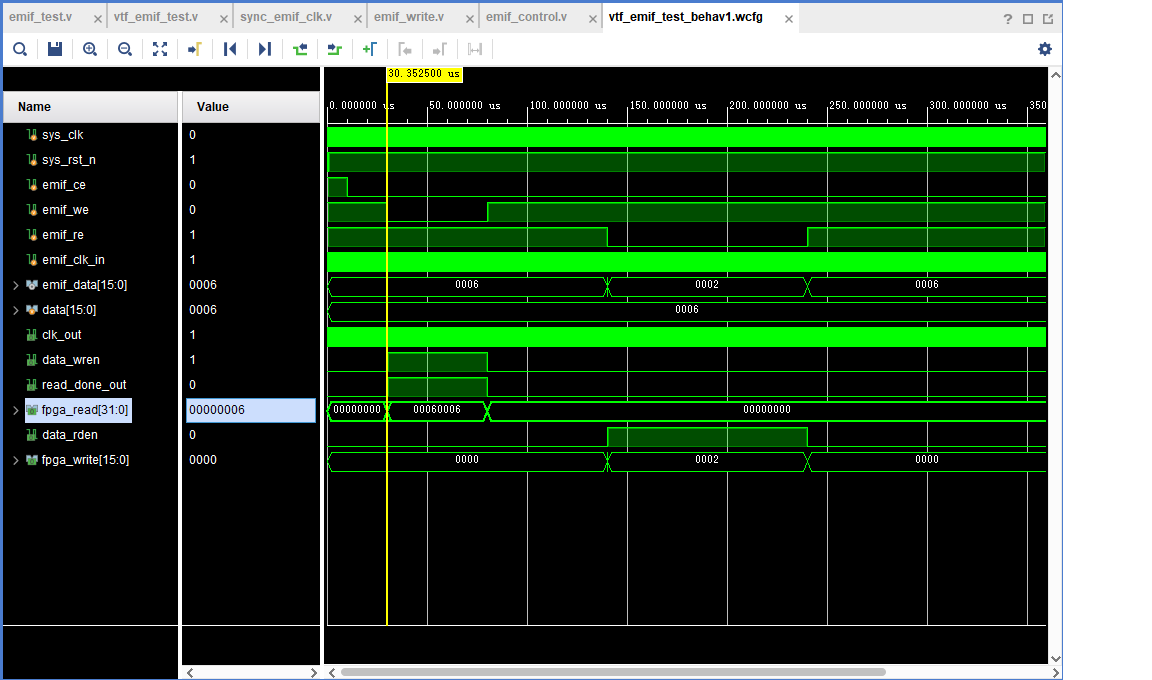 emif_test.v vtf_emif_test.v sync_emif_clk.v emif_write.v emif_control.v vtf_emif_test_behav1.wcfg ?
30.352500 us
Name Value 0.000000 us 50.000000 us 100.000000 us 150.000000 us 200.000000 us 250.000000 us 300.000000 us 350
sys_clk 0
sys_rst_n 1
emif_ce 0
emif_we 0
emif_re 1
emif_clk_in 1
emif_data[15:0] 0006 0006 0002 0006
data[15:0] 0006 0006
clk_out 1
data_wren 1
read_done_out 0
fpga_read[31:0] 00000006 00000000 00060006 00000000
data_rden 0
fpga_write[15:0] 0000 0000 0002 0000